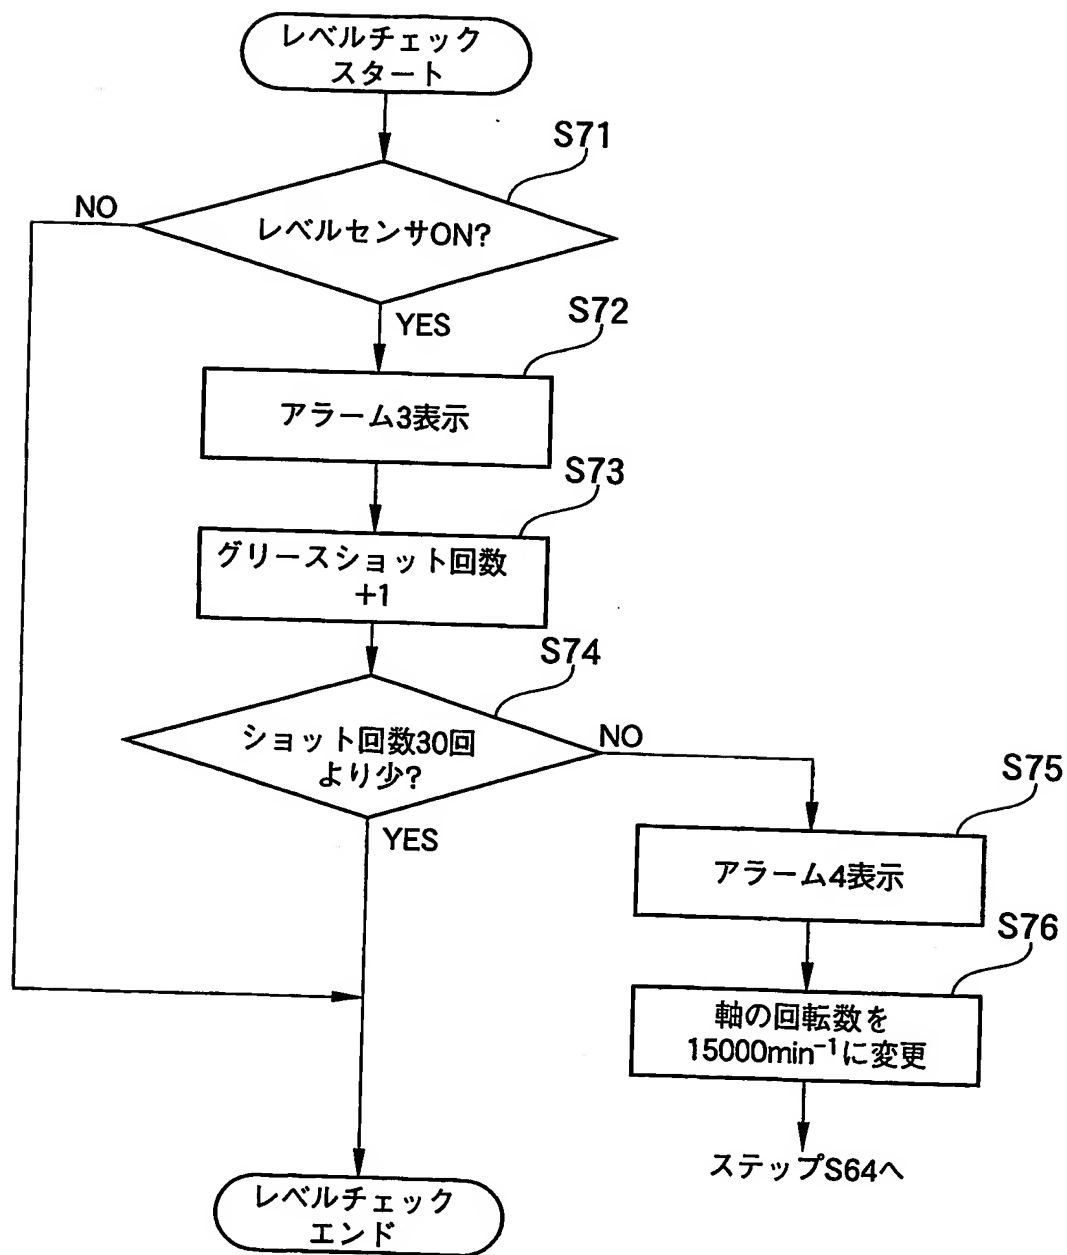 レベルチェック
スタート
S71
NO
レベルセンサON?
YES
S72
アラーム3表示
S73
グリースショット回数
+1
S74
ショット回数30回
より少?
NO
YES
S75
アラーム4表示
S76
軸の回転数を
15000min⁻¹に変更
ステップS64へ
レベルチェック
エンド